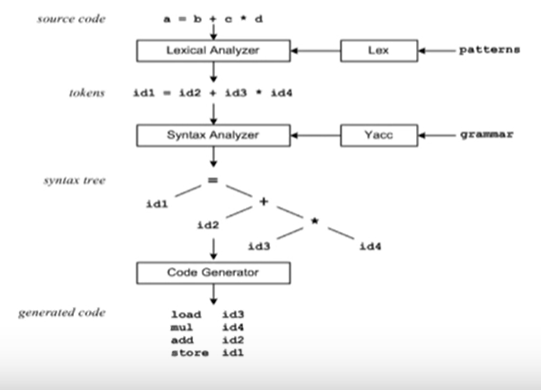 source code a = b + c * d
Lexical Analyzer Lex patterns
tokens id1 = id2 + id3 * id4
Syntax Analyzer Yacc grammar
syntax tree =
id1 +
id2 *
id3 id4
Code Generator
generated code load id3
mul id4
add id2
store id1